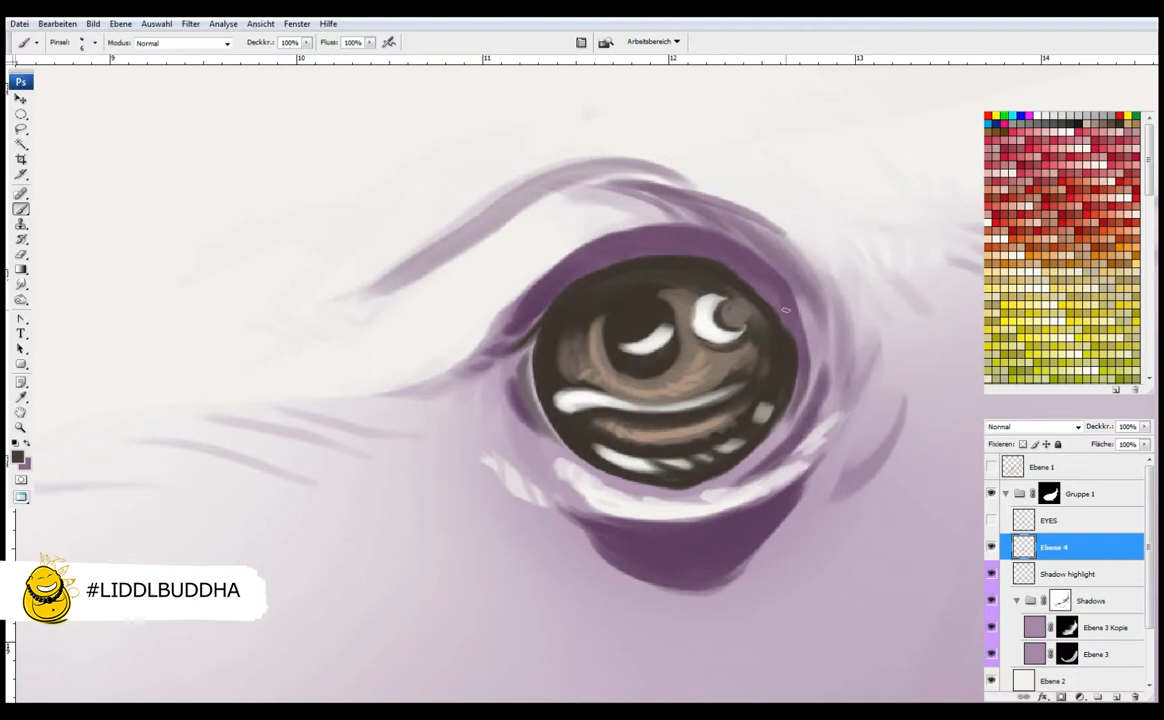 Datei Bearbeiten Bild Ebene Auswahl Filter Analyse Ansicht Fenster Hilfe
Pinsel: 6 Modus: Normal Deckkr.: 100% Fluss: 100% Arbeitsbereich
9 10 11 12 13 14
Ps
Normal Deckkr.: 100%
Fixieren: Fläche: 100%
Ebene 1
Gruppe 1
EYES
Ebene 4
Shadow highlight
Shadows
Ebene 3 Kopie
Ebene 3
Ebene 2
#LIDDLBUDDHA